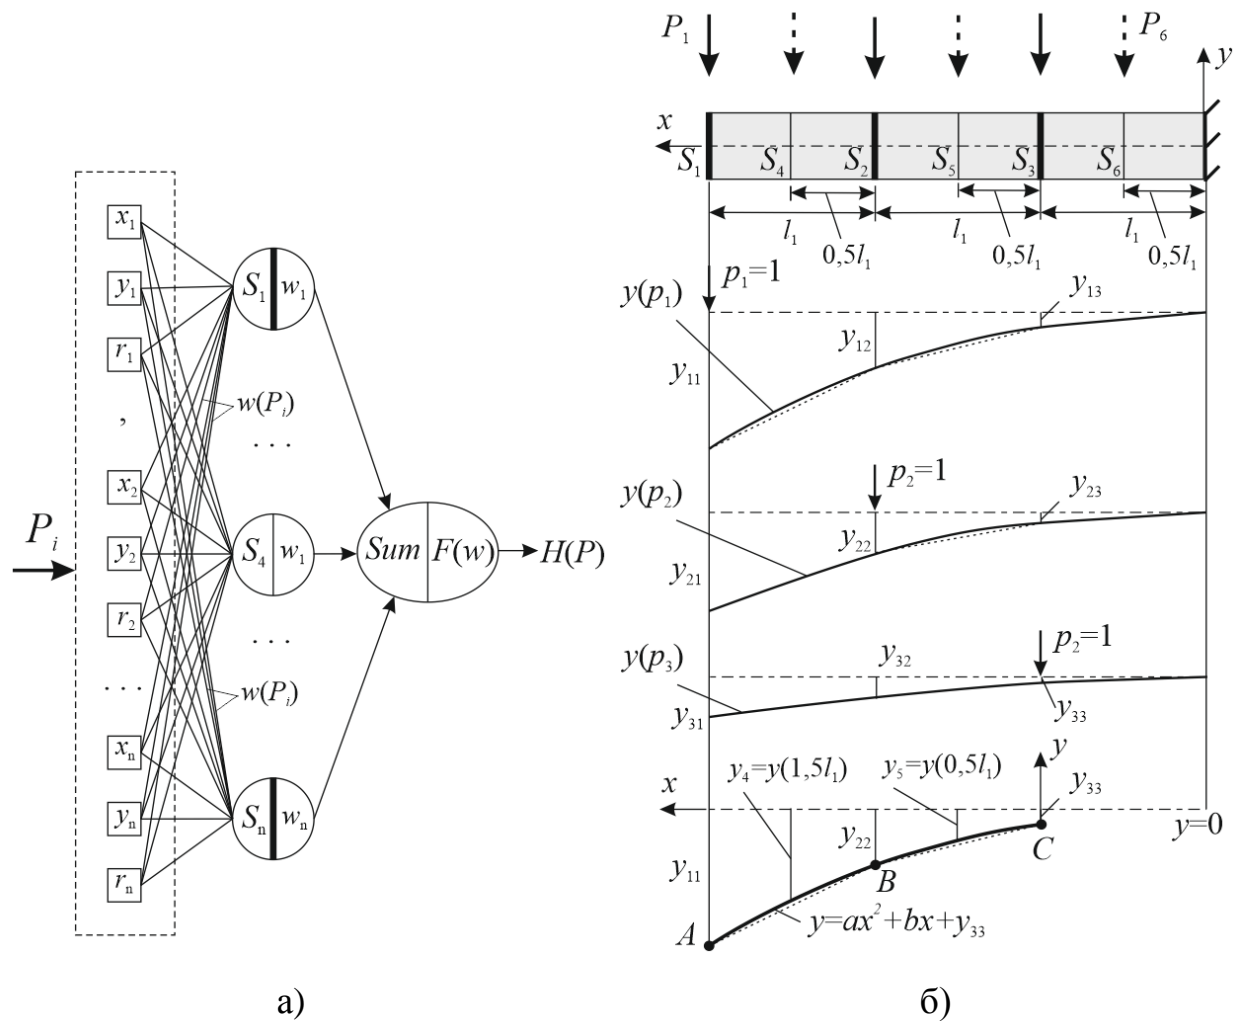 x₁
y₁
r₁
,
x₂
y₂
r₂
. . .
xₙ
yₙ
rₙ
Pᵢ
S₁ w₁
w(Pᵢ)
. . .
S₄ w₁
. . .
w(Pᵢ)
Sₙ wₙ
Sum F(w)
H(P)
а)
P₁ P₆
y
x
S₁ S₄ S₂ S₅ S₃ S₆
l₁ 0,5l₁ l₁ 0,5l₁ l₁ 0,5l₁
p₁=1
y(p₁) y₁₃
y₁₂
y₁₁
p₂=1
y(p₂) y₂₃
y₂₂
y₂₁
p₂=1
y(p₃) y₃₂
y₃₁ y₃₃
y
x y₄=y(1,5l₁) y₅=y(0,5l₁) y₃₃
y=0
y₂₂
C
y₁₁ B
y=ax²+bx+y₃₃
A
б)